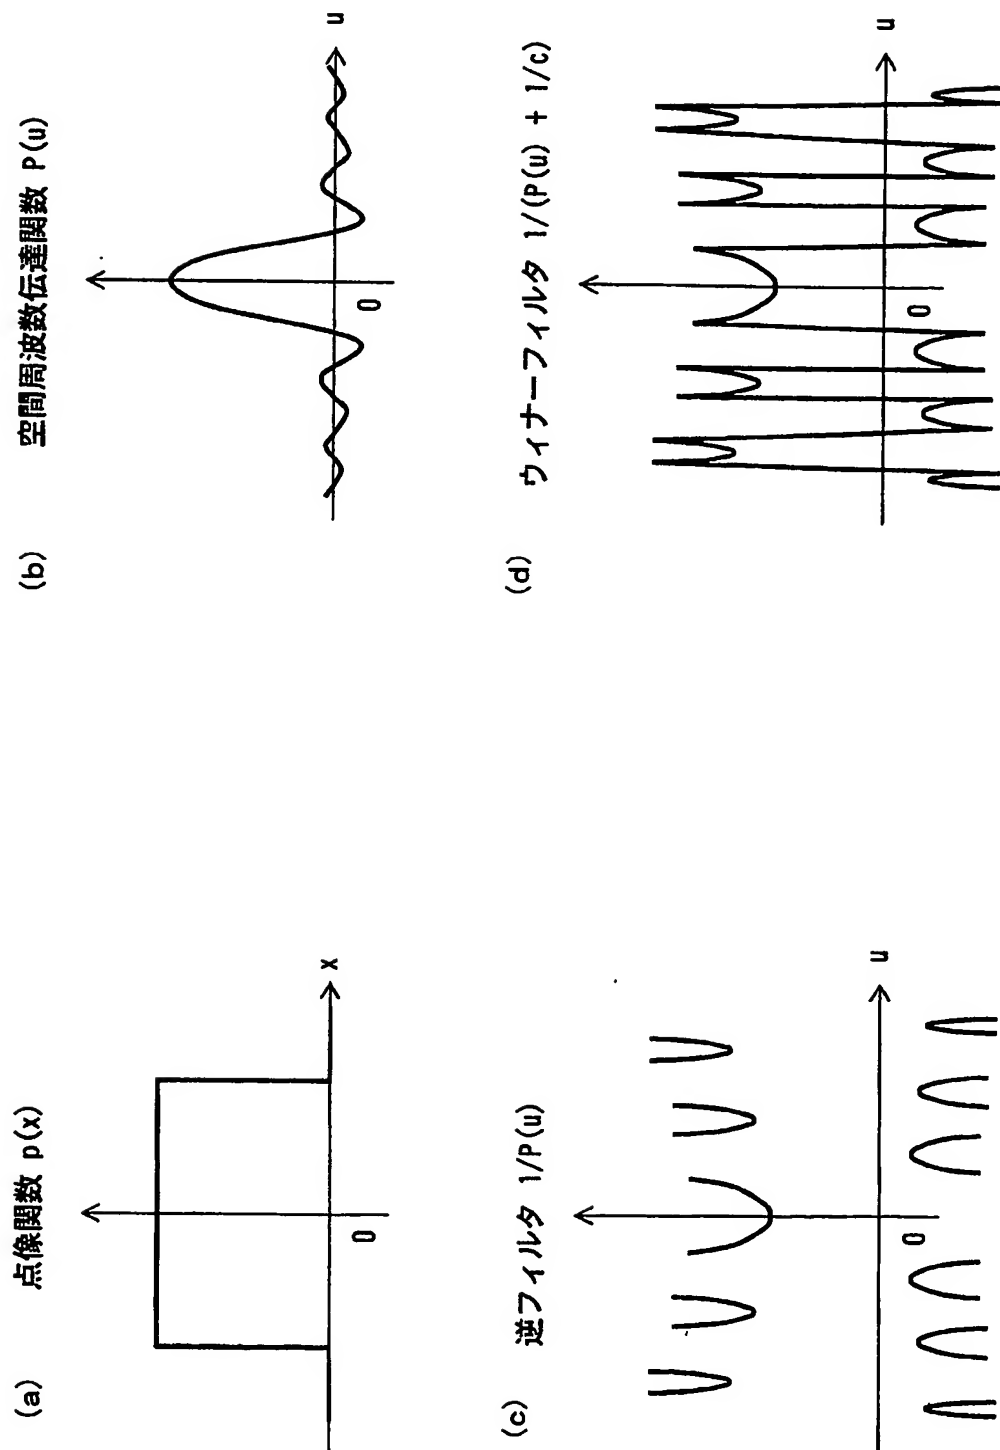 (a) 点像関数 p(x)
x
0
(b) 空間周波数伝達関数 P(u)
u
0
(c) 逆フィルタ 1/P(u)
u
0
(d) ウィナーフィルタ 1/(P(u) + 1/c)
u
0